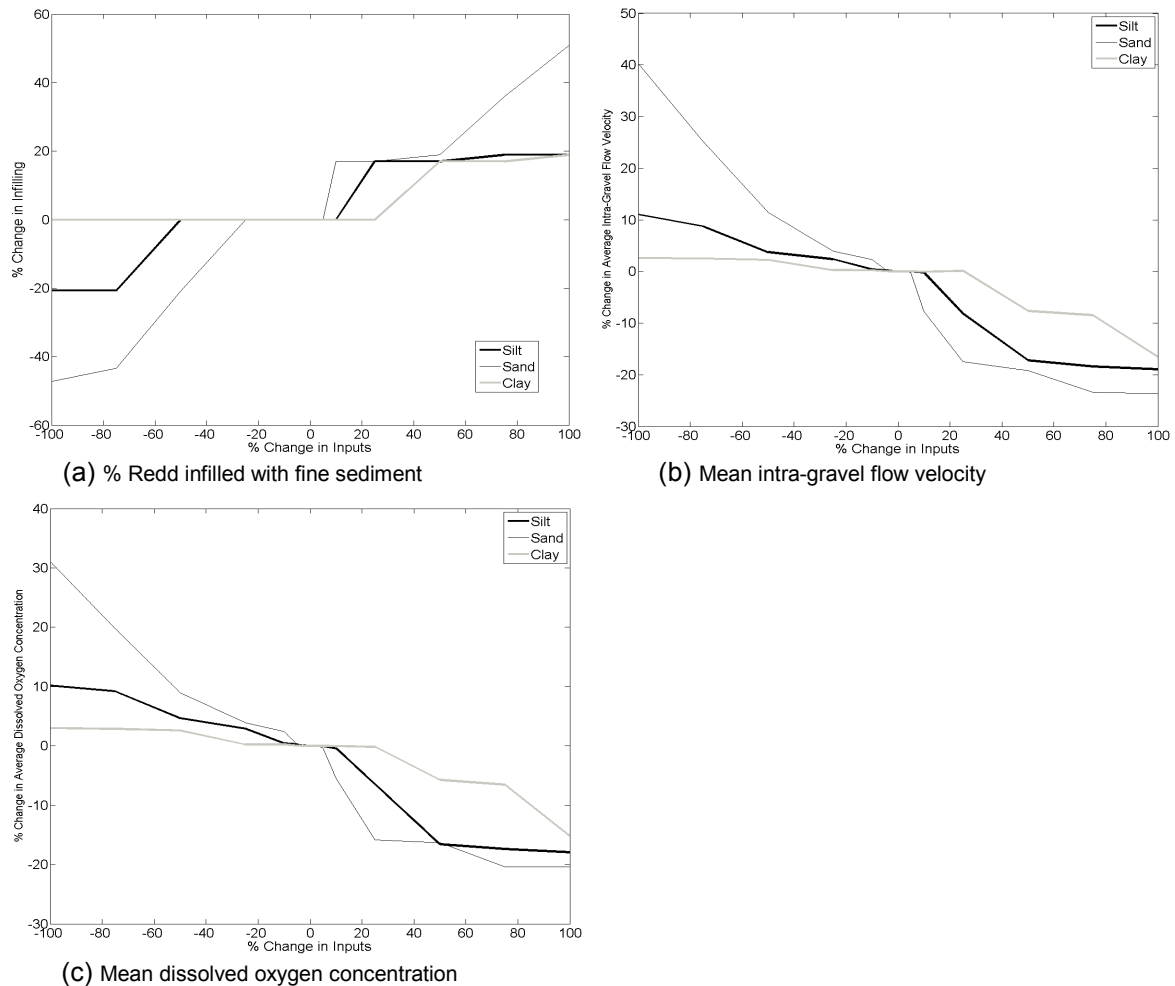 60
40
20
0
-20
-40
-60
% Change in Infilling
Silt
Sand
Clay
-100 -80 -60 -40 -20 0 20 40 60 80 100
% Change in Inputs
(a) % Redd infilled with fine sediment
50
40
30
20
10
0
-10
-20
-30
% Change in Average Intra-Gravel Flow Velocity
Silt
Sand
Clay
-100 -80 -60 -40 -20 0 20 40 60 80 100
% Change in Inputs
(b) Mean intra-gravel flow velocity
40
30
20
10
0
-10
-20
-30
% Change in Average Dissolved Oxygen Concentration
Silt
Sand
Clay
-100 -80 -60 -40 -20 0 20 40 60 80 100
% Change in Inputs
(c) Mean dissolved oxygen concentration